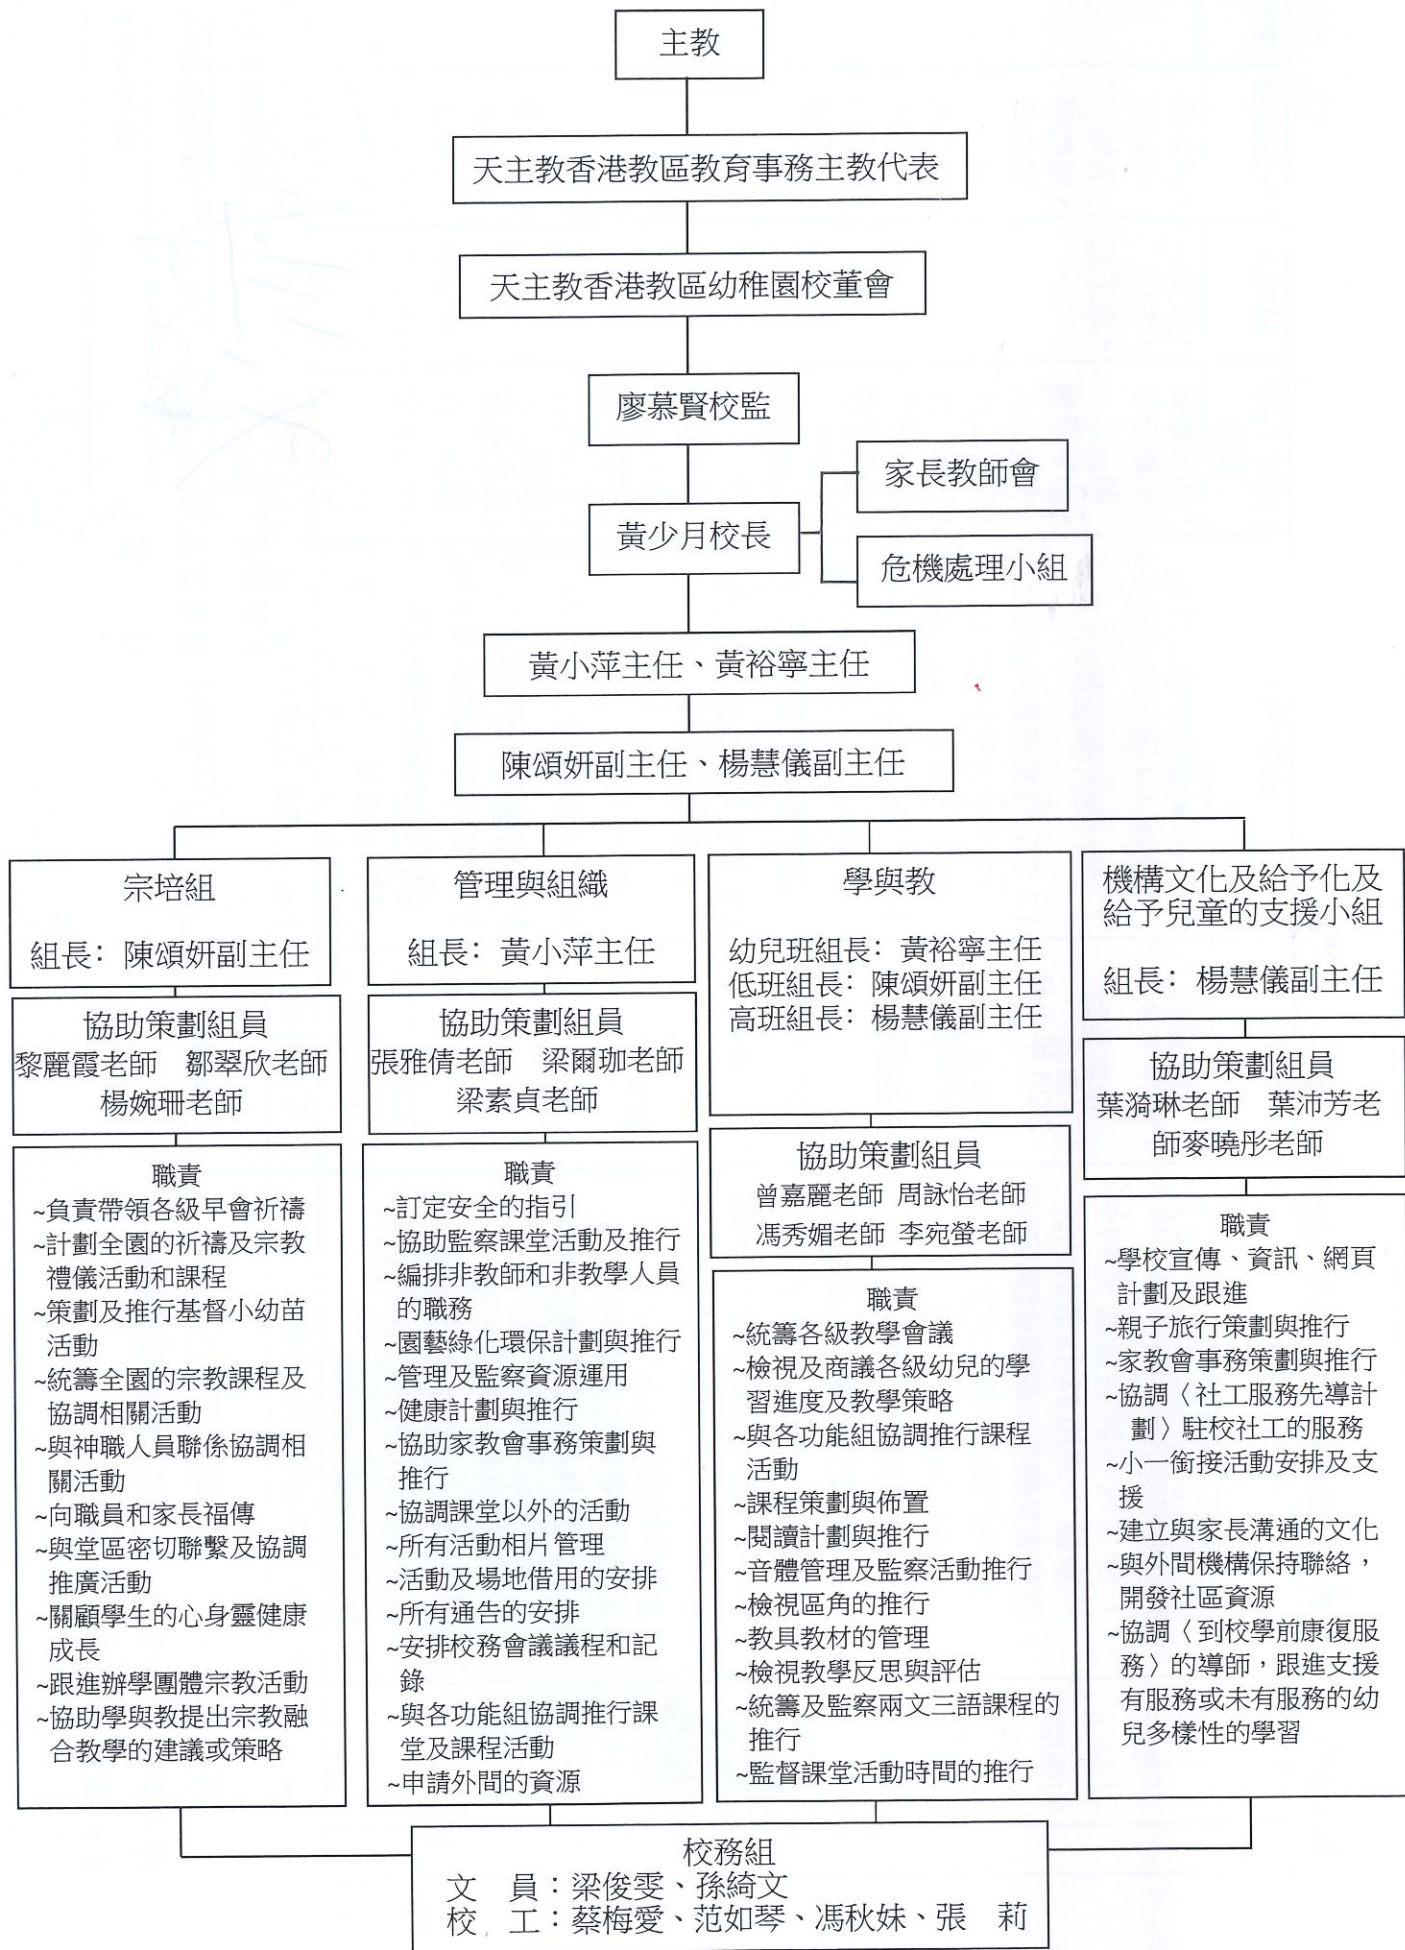 主教
天主教香港教區教育事務主教代表
天主教香港教區幼稚園校董會
廖慕賢校監
家長教師會
黃少月校長
危機處理小組
黃小萍主任、黃裕寧主任
陳頌妍副主任、楊慧儀副主任
宗培組
組長：陳頌妍副主任
協助策劃組員
黎麗霞老師　鄒翠欣老師
楊婉珊老師
職責
~負責帶領各級早會祈禱
~計劃全園的祈禱及宗教
禮儀活動和課程
~策劃及推行基督小幼苗
活動
~統籌全園的宗教課程及
協調相關活動
~與神職人員聯係協調相
關活動
~向職員和家長福傳
~與堂區密切聯繫及協調
推廣活動
~關顧學生的心身靈健康
成長
~跟進辦學團體宗教活動
~協助學與教提出宗教融
合教學的建議或策略
管理與組織
組長：黃小萍主任
協助策劃組員
張雅倩老師　梁爾珈老師
梁素貞老師
職責
~訂定安全的指引
~協助監察課堂活動及推行
~編排非教師和非教學人員
的職務
~園藝綠化環保計劃與推行
~管理及監察資源運用
~健康計劃與推行
~協助家教會事務策劃與
推行
~協調課堂以外的活動
~所有活動相片管理
~活動及場地借用的安排
~所有通告的安排
~安排校務會議議程和記
錄
~與各功能組協調推行課
堂及課程活動
~申請外間的資源
學與教
幼兒班組長：黃裕寧主任
低班組長：陳頌妍副主任
高班組長：楊慧儀副主任
協助策劃組員
曾嘉麗老師 周詠怡老師
馮秀媚老師 李宛螢老師
職責
~統籌各級教學會議
~檢視及商議各級幼兒的學
習進度及教學策略
~與各功能組協調推行課程
活動
~課程策劃與佈置
~閱讀計劃與推行
~音體管理及監察活動推行
~檢視區角的推行
~教具教材的管理
~檢視教學反思與評估
~統籌及監察兩文三語課程的
推行
~監督課堂活動時間的推行
機構文化及給予化及
給予兒童的支援小組
組長：楊慧儀副主任
協助策劃組員
葉漪琳老師　葉沛芳老
師麥曉彤老師
職責
~學校宣傳、資訊、網頁
計劃及跟進
~親子旅行策劃與推行
~家教會事務策劃與推行
~協調〈社工服務先導計
劃〉駐校社工的服務
~小一銜接活動安排及支
援
~建立與家長溝通的文化
~與外間機構保持聯絡，
開發社區資源
~協調〈到校學前康復服
務〉的導師，跟進支援
有服務或未有服務的幼
兒多樣性的學習
校務組
文　員：梁俊雯、孫綺文
校　工：蔡梅愛、范如琴、馮秋妹、張　莉